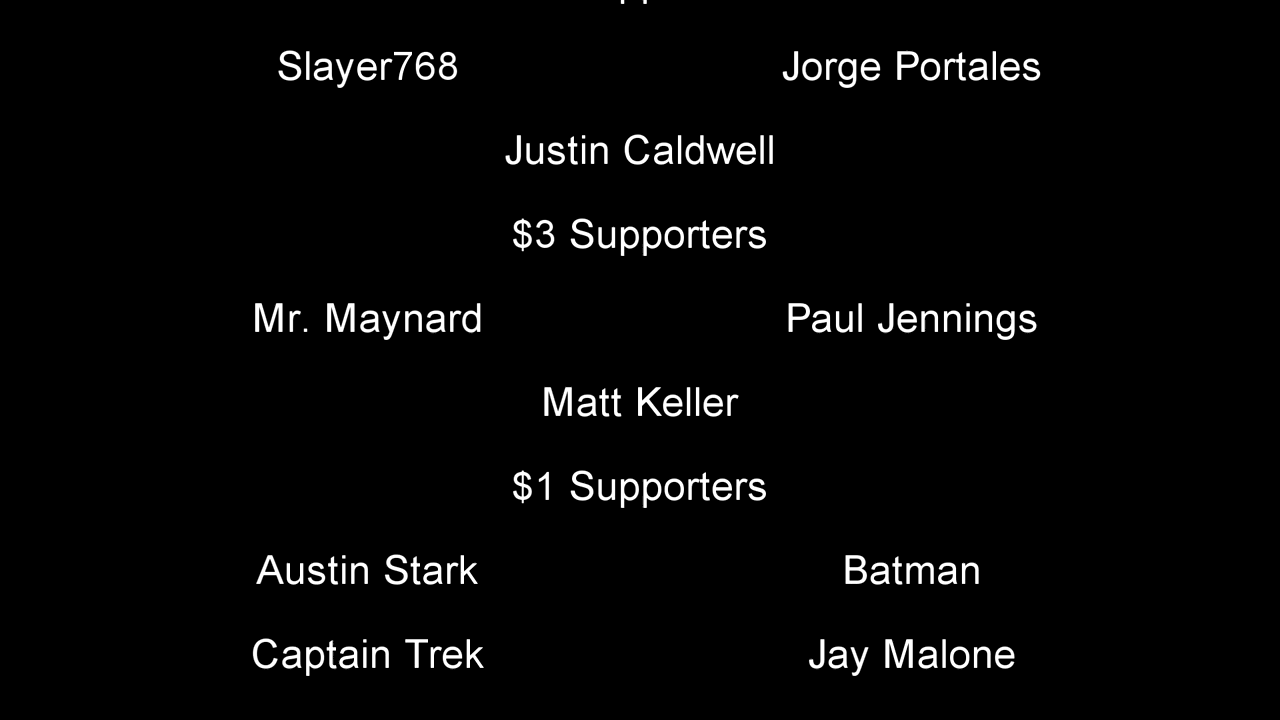 Slayer768 Jorge Portales
Justin Caldwell
$3 Supporters
Mr. Maynard Paul Jennings
Matt Keller
$1 Supporters
Austin Stark Batman
Captain Trek Jay Malone